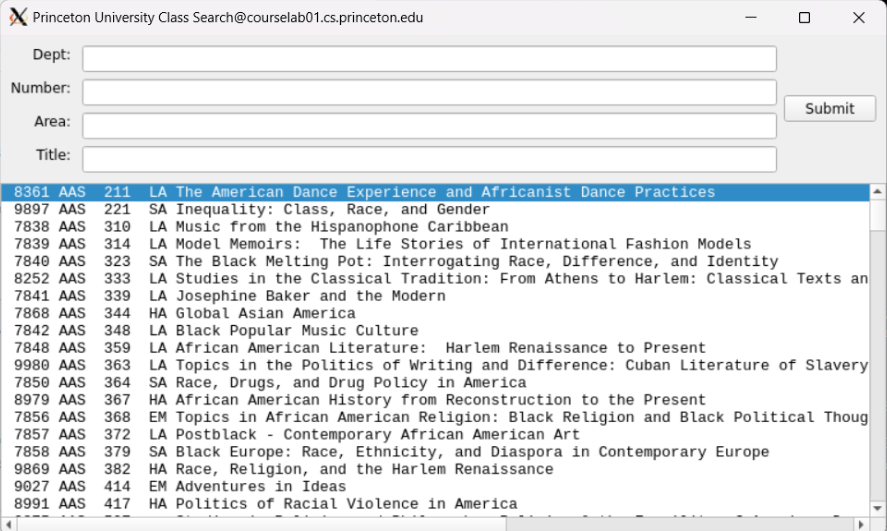 Princeton University Class Search@courselab01.cs.princeton.edu
Dept:
Number:
Area:
Title:
Submit
8361 AAS 211 LA The American Dance Experience and Africanist Dance Practices
9897 AAS 221 SA Inequality: Class, Race, and Gender
7838 AAS 310 LA Music from the Hispanophone Caribbean
7839 AAS 314 LA Model Memoirs:  The Life Stories of International Fashion Models
7840 AAS 323 SA The Black Melting Pot: Interrogating Race, Difference, and Identity
8252 AAS 333 LA Studies in the Classical Tradition: From Athens to Harlem: Classical Texts an
7841 AAS 339 LA Josephine Baker and the Modern
7868 AAS 344 HA Global Asian America
7842 AAS 348 LA Black Popular Music Culture
7848 AAS 359 LA African American Literature:  Harlem Renaissance to Present
9980 AAS 363 LA Topics in the Politics of Writing and Difference: Cuban Literature of Slavery
7850 AAS 364 SA Race, Drugs, and Drug Policy in America
8979 AAS 367 HA African American History from Reconstruction to the Present
7856 AAS 368 EM Topics in African American Religion: Black Religion and Black Political Thoug
7857 AAS 372 LA Postblack - Contemporary African American Art
7858 AAS 379 SA Black Europe: Race, Ethnicity, and Diaspora in Contemporary Europe
9869 AAS 382 HA Race, Religion, and the Harlem Renaissance
9027 AAS 414 EM Adventures in Ideas
8991 AAS 417 HA Politics of Racial Violence in America